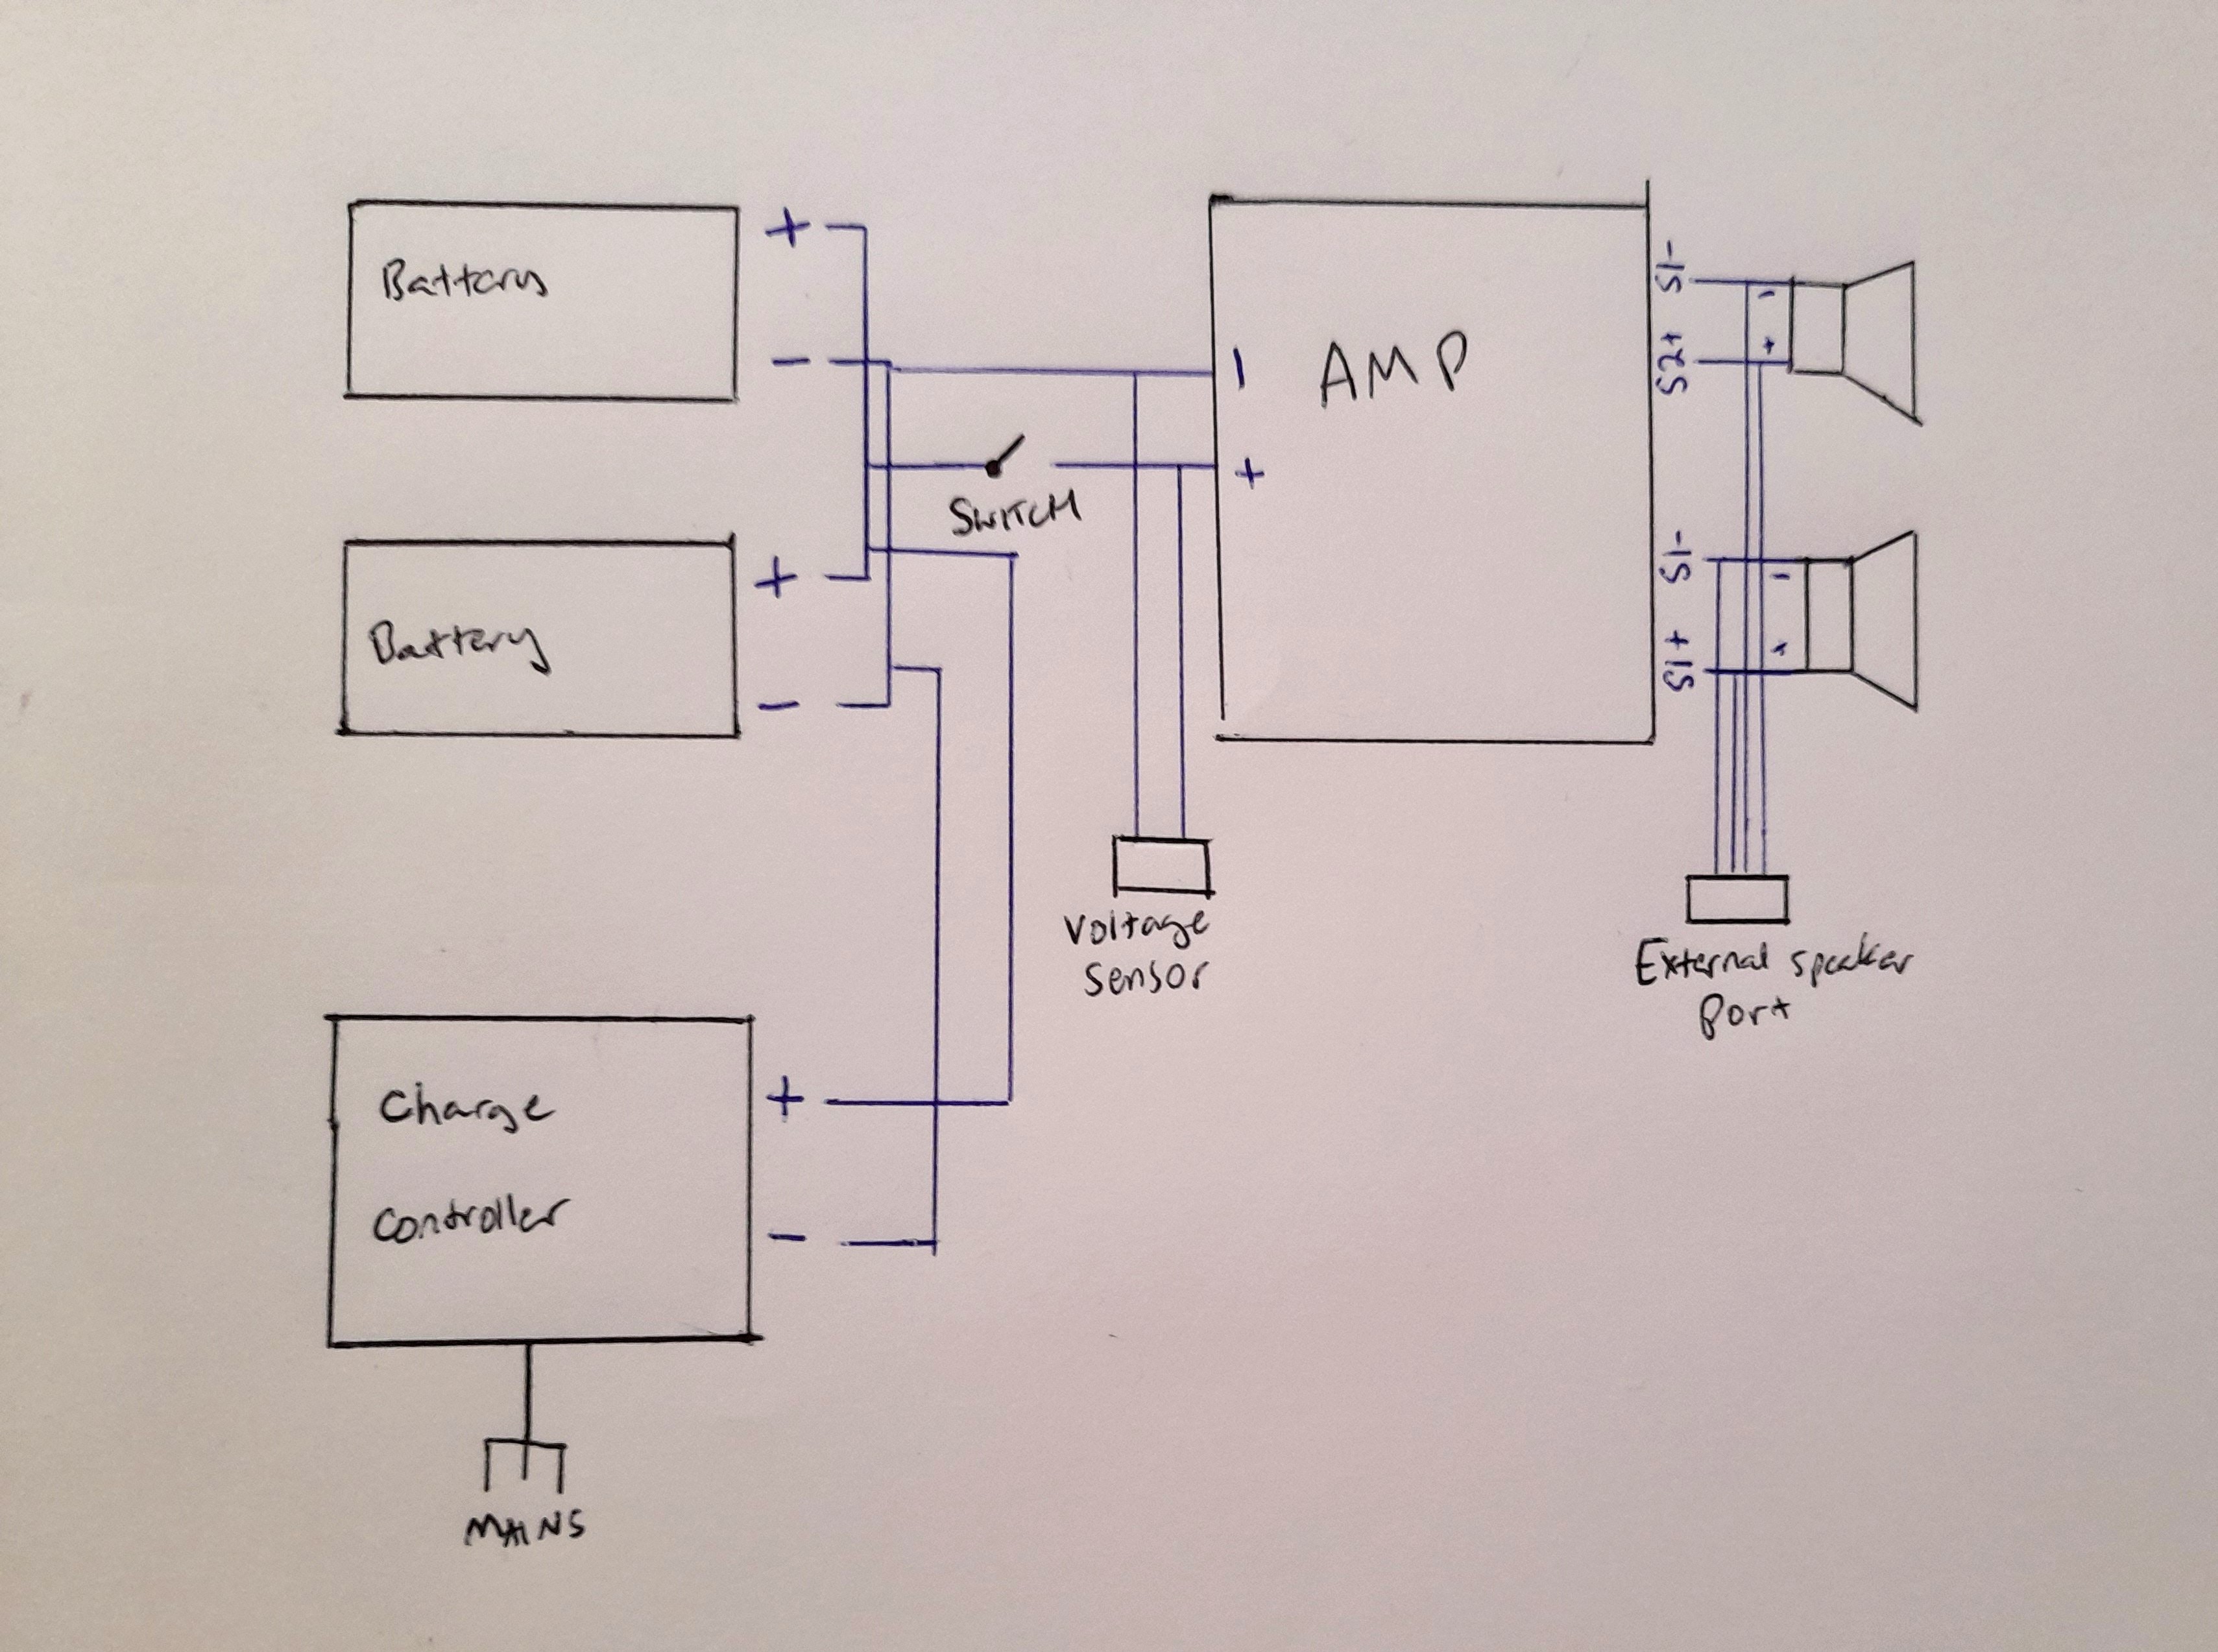 Battery
+
−
Battery
+
−
SWITCH
AMP
−
+
S1-
S2+
-
+
S1-
S1+
-
+
Voltage
Sensor
External speaker
Port
Charge
Controller
+
−
MAINS